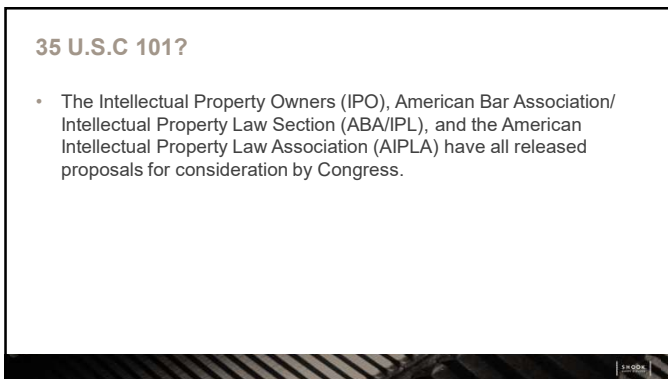 35 U.S.C 101?
• The Intellectual Property Owners (IPO), American Bar Association/
Intellectual Property Law Section (ABA/IPL), and the American
Intellectual Property Law Association (AIPLA) have all released
proposals for consideration by Congress.
SHOOK